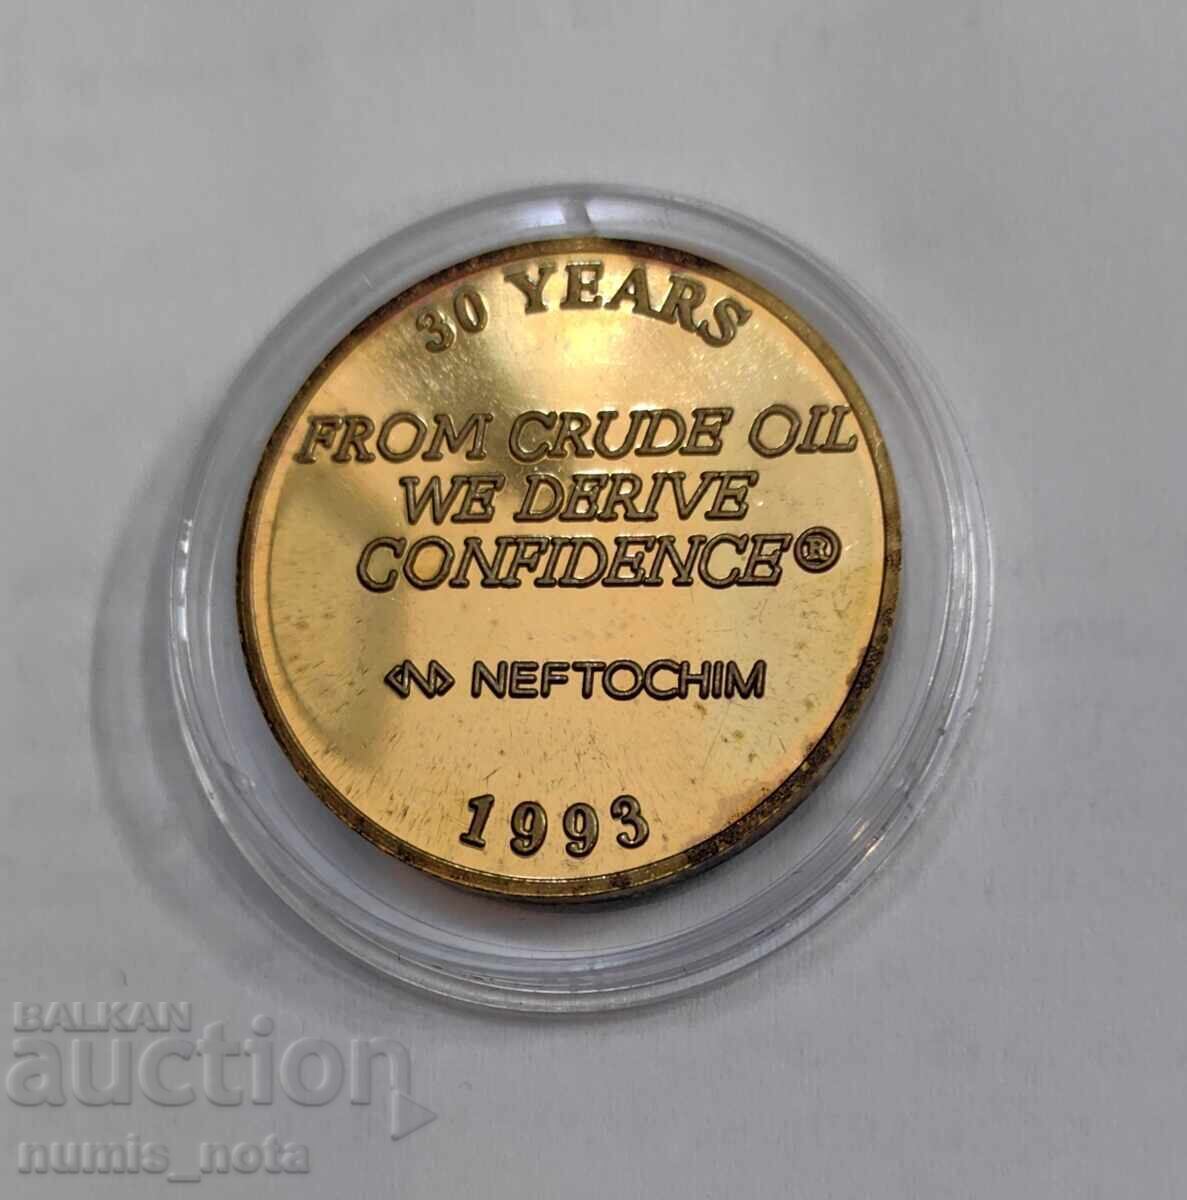 30 YEARS
FROM CRUDE OIL
WE DERIVE
CONFIDENCE®
NEFTOCHIM
1993
BALKAN
auction
numis_nota